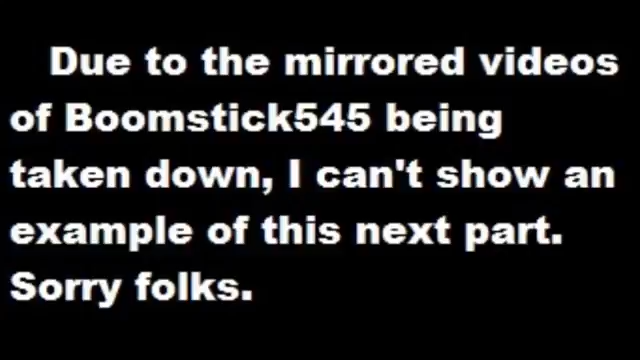 Due to the mirrored videos
of Boomstick545 being
taken down, I can't show an
example of this next part.
Sorry folks.